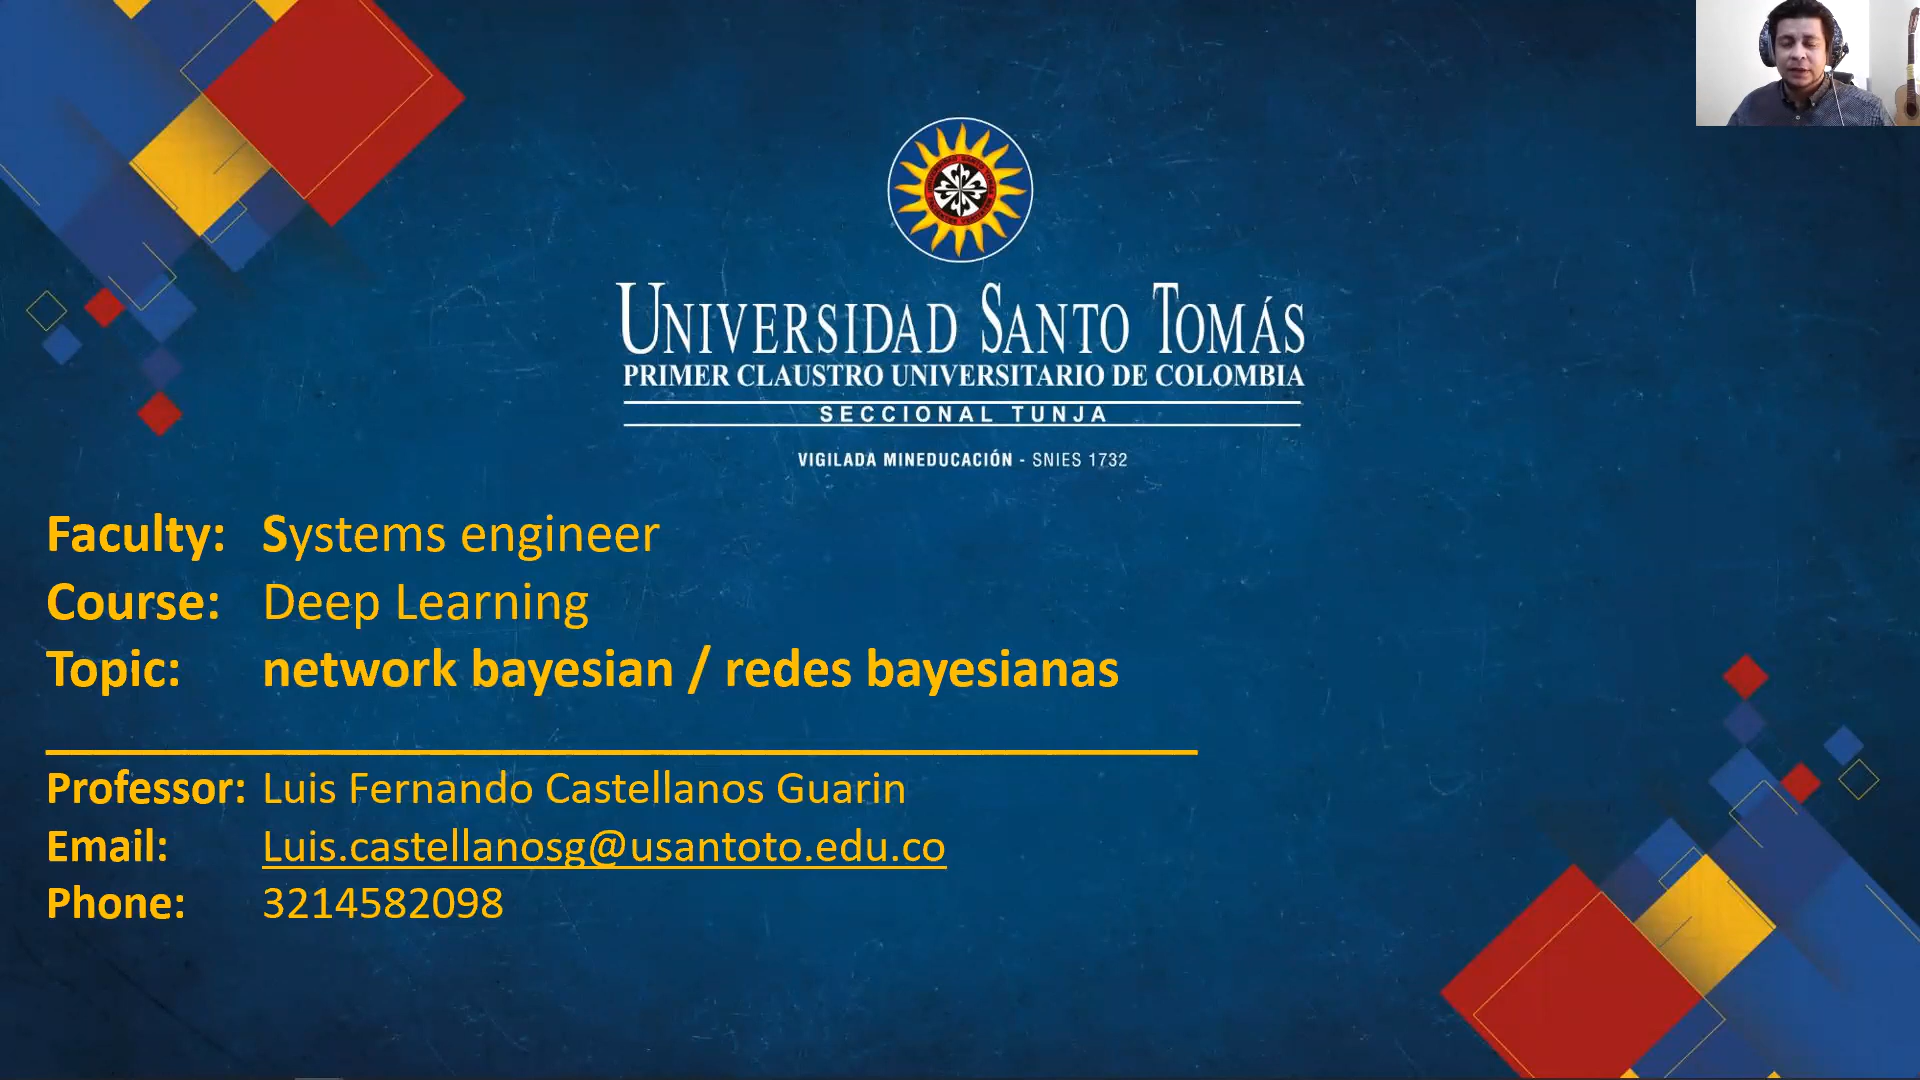 UNIVERSIDAD SANTO TOMÁS
PRIMER CLAUSTRO UNIVERSITARIO DE COLOMBIA
SECCIONAL TUNJA
VIGILADA MINEDUCACIÓN - SNIES 1732
Faculty: Systems engineer
Course: Deep Learning
Topic: network bayesian / redes bayesianas
Professor: Luis Fernando Castellanos Guarin
Email: Luis.castellanosg@usantoto.edu.co
Phone: 3214582098